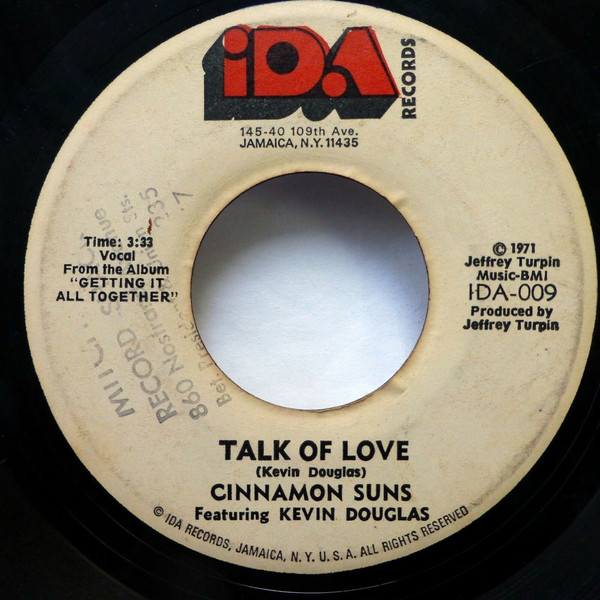 iDA
RECORDS
145-40 109th Ave.
JAMAICA, N.Y. 11435
Time: 3:33
Vocal
From the Album
"GETTING IT
ALL TOGETHER"
© 1971
Jeffrey Turpin
Music-BMI
IDA-009
Produced by
Jeffrey Turpin
RECORD
860 Nostrand
TALK OF LOVE
(Kevin Douglas)
CINNAMON SUNS
Featuring KEVIN DOUGLAS
© IDA RECORDS, JAMAICA, N.Y. U.S.A. ALL RIGHTS RESERVED